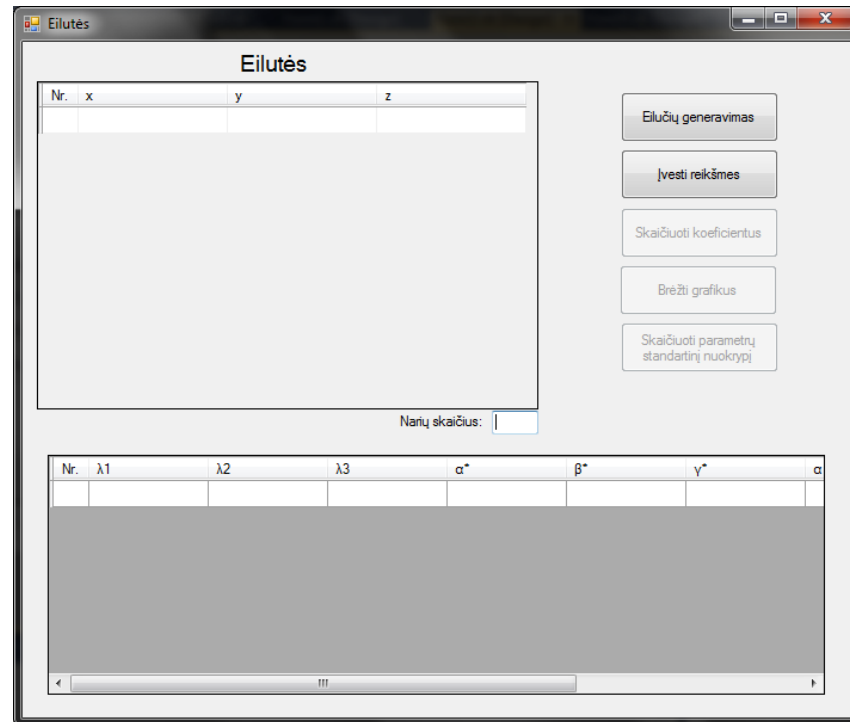 Eilutės
Eilutės
Nr. x y z
Eilučių generavimas
Įvesti reikšmes
Skaičiuoti koeficientus
Brėžti grafikus
Skaičiuoti parametrų
standartinį nuokrypį
Narių skaičius:
Nr. λ1 λ2 λ3 α* β* γ* α